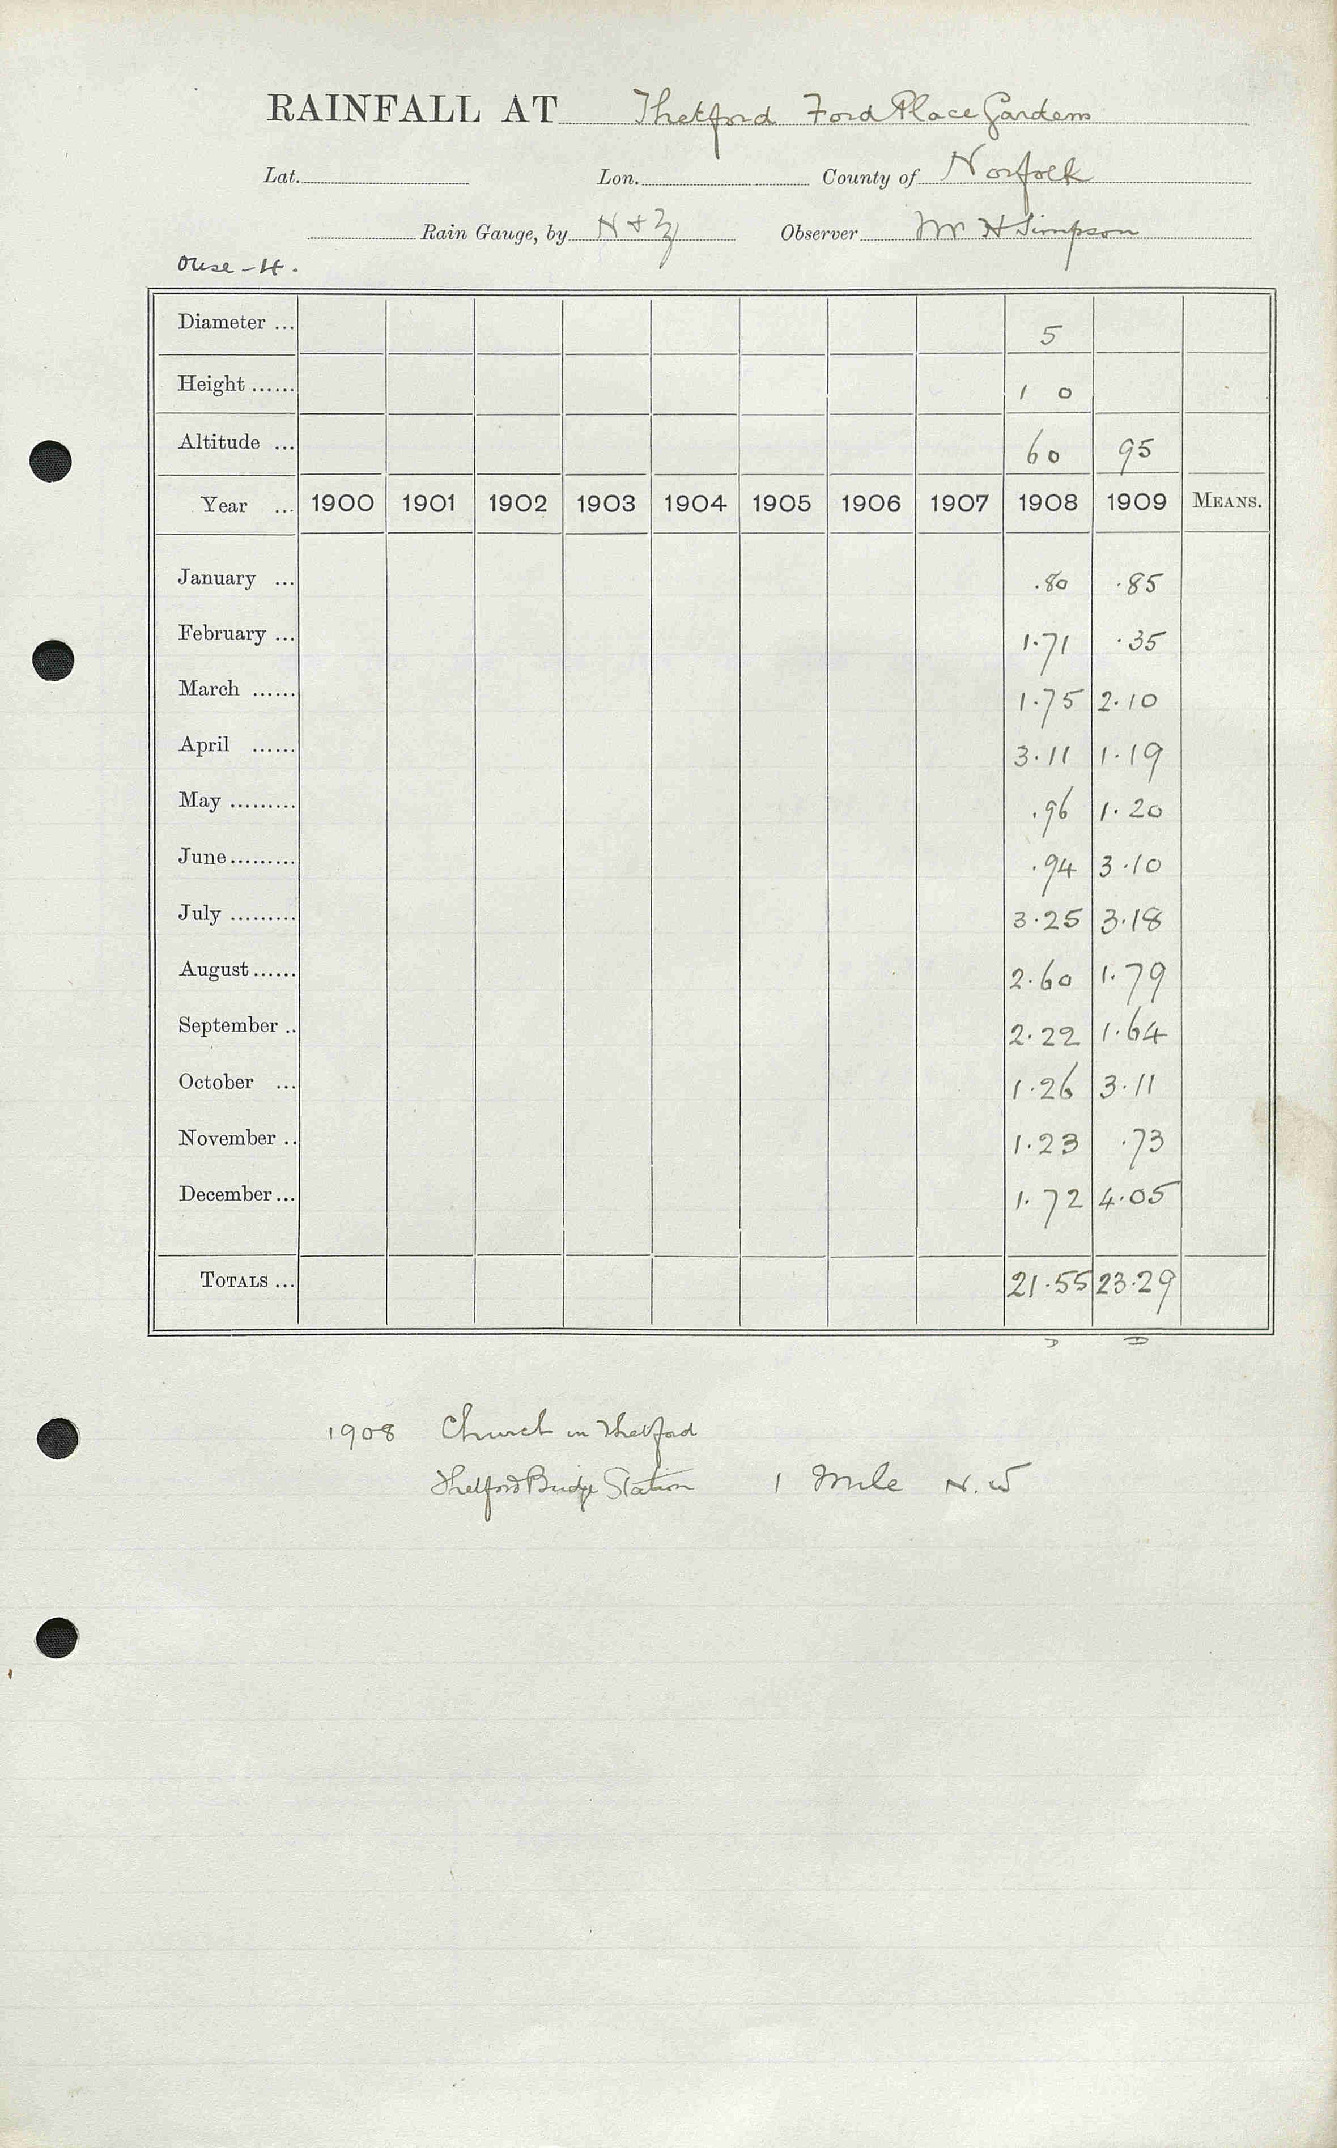 RAINFALL AT Thetford Ford Place Gardens
Lat. Lon. County of Norfolk
Rain Gauge, by N + Z Observer Mr H Simpson
Ouse - H.
Diameter ... 5
Height ...... 1 0
Altitude ... 60 95
Year ... 1900 1901 1902 1903 1904 1905 1906 1907 1908 1909 MEANS.
January ... .80 .85
February ... 1.71 .35
March ...... 1.75 2.10
April ...... 3.11 1.19
May ......... .96 1.20
June ......... .94 3.10
July ......... 3.25 3.18
August ...... 2.60 1.79
September .. 2.22 1.64
October ... 1.26 3.11
November .. 1.23 .73
December ... 1.72 4.05
TOTALS ... 21.55 23.29
1908 Church in Thetford
Thetford Bridge Station 1 Mile N. W